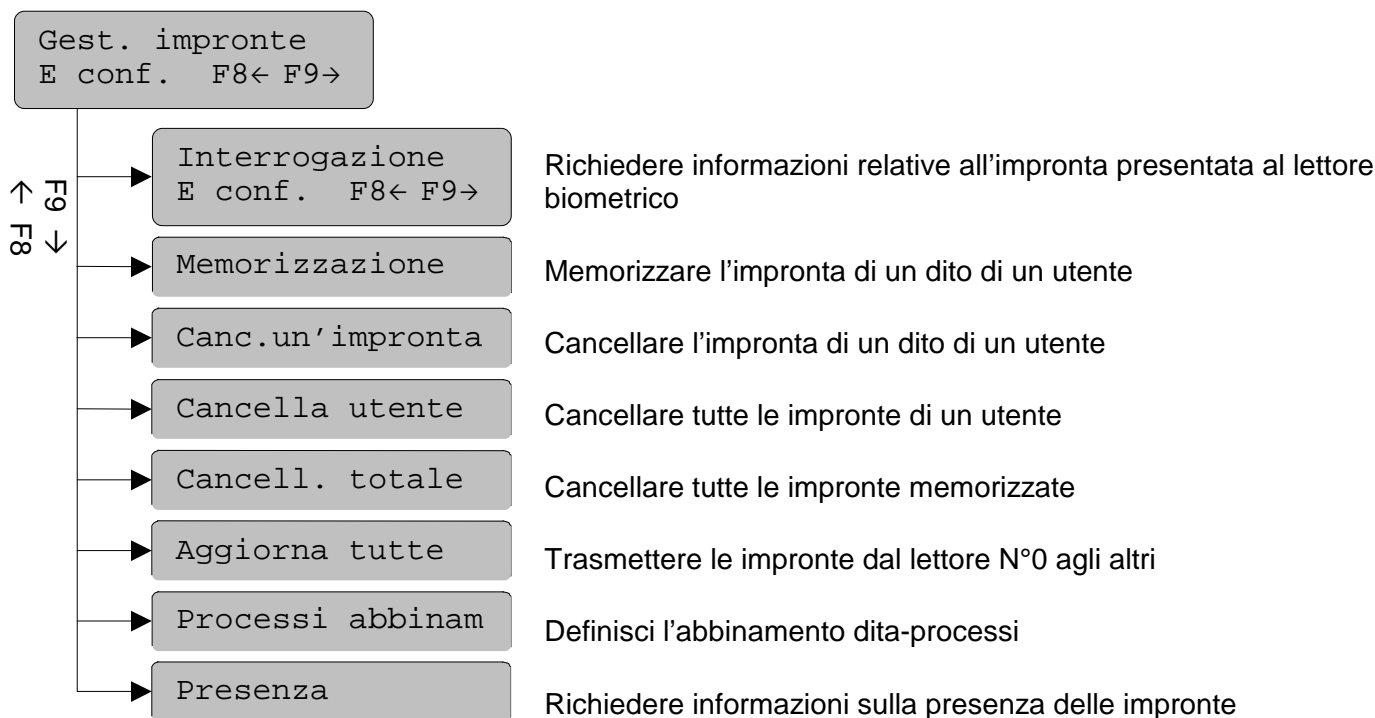 Gest. impronte
E conf. F8← F9→
F9 →
← F8
Interrogazione
E conf. F8← F9→
Richiedere informazioni relative all’impronta presentata al lettore
biometrico
Memorizzazione
Memorizzare l’impronta di un dito di un utente
Canc.un’impronta
Cancellare l’impronta di un dito di un utente
Cancella utente
Cancellare tutte le impronte di un utente
Cancell. totale
Cancellare tutte le impronte memorizzate
Aggiorna tutte
Trasmettere le impronte dal lettore N°0 agli altri
Processi abbinam
Definisci l’abbinamento dita-processi
Presenza
Richiedere informazioni sulla presenza delle impronte